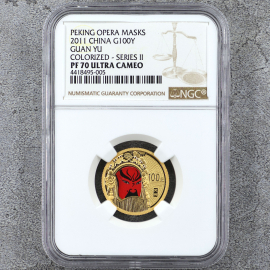 PEKING OPERA MASKS
2011 CHINA G100Y
GUAN YU
COLORIZED - SERIES II
PF 70 ULTRA CAMEO
4418495-005
NUMISMATIC GUARANTY CORPORATION
NGC
100